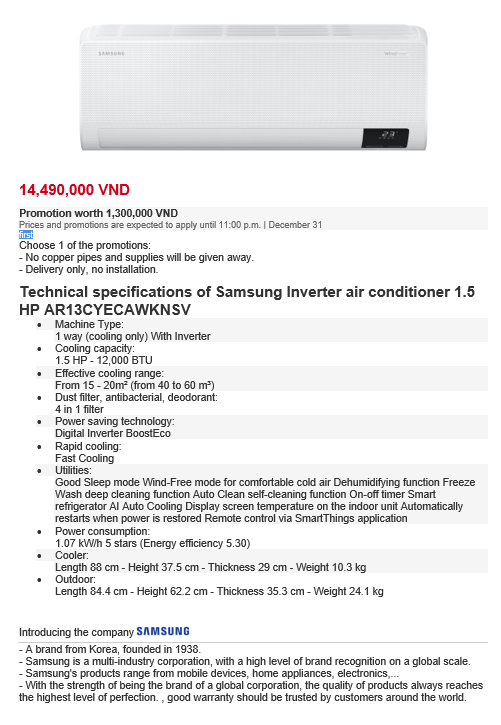 SAMSUNG
23
14,490,000 VND
Promotion worth 1,300,000 VND
Prices and promotions are expected to apply until 11:00 p.m. | December 31
first
Choose 1 of the promotions:
- No copper pipes and supplies will be given away.
- Delivery only, no installation.
Technical specifications of Samsung Inverter air conditioner 1.5
HP AR13CYECAWKNSV
• Machine Type:
1 way (cooling only) With Inverter
• Cooling capacity:
1.5 HP - 12,000 BTU
• Effective cooling range:
From 15 - 20m² (from 40 to 60 m³)
• Dust filter, antibacterial, deodorant:
4 in 1 filter
• Power saving technology:
Digital Inverter BoostEco
• Rapid cooling:
Fast Cooling
• Utilities:
Good Sleep mode Wind-Free mode for comfortable cold air Dehumidifying function Freeze
Wash deep cleaning function Auto Clean self-cleaning function On-off timer Smart
refrigerator AI Auto Cooling Display screen temperature on the indoor unit Automatically
restarts when power is restored Remote control via SmartThings application
• Power consumption:
1.07 kW/h 5 stars (Energy efficiency 5.30)
• Cooler:
Length 88 cm - Height 37.5 cm - Thickness 29 cm - Weight 10.3 kg
• Outdoor:
Length 84.4 cm - Height 62.2 cm - Thickness 35.3 cm - Weight 24.1 kg
Introducing the company SAMSUNG
- A brand from Korea, founded in 1938.
- Samsung is a multi-industry corporation, with a high level of brand recognition on a global scale.
- Samsung's products range from mobile devices, home appliances, electronics,...
- With the strength of being the brand of a global corporation, the quality of products always reaches
the highest level of perfection. , good warranty should be trusted by customers around the world.